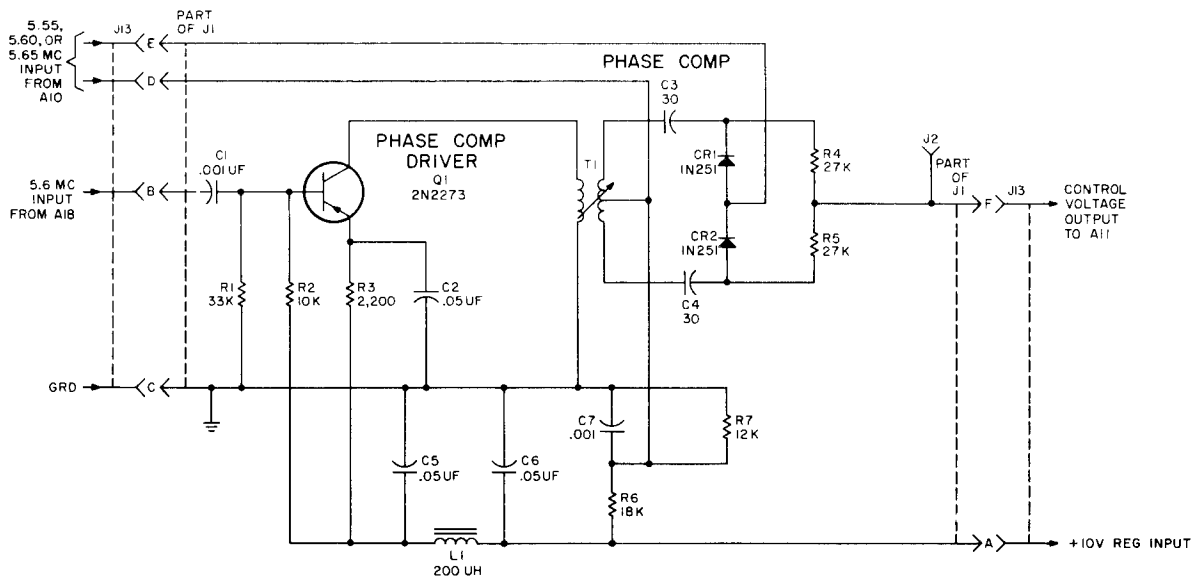 5.55,
5.60, OR
5.65 MC
INPUT
FROM
A10
J13
PART
OF J1
E
D
PHASE COMP
C3
30
PHASE COMP
DRIVER
Q1
2N2273
C1
.001UF
T1
CR1
1N251
R4
27K
J2
PART
OF
J1
J13
5.6 MC
INPUT
FROM A18
B
F
CONTROL
VOLTAGE
OUTPUT
TO A11
CR2
1N251
R5
27K
R1
33K
R2
10K
R3
2,200
C2
.05UF
C4
30
GRD
C
C7
.001
R7
12K
C5
.05UF
C6
.05UF
R6
18K
L1
200 UH
A
+10V REG INPUT